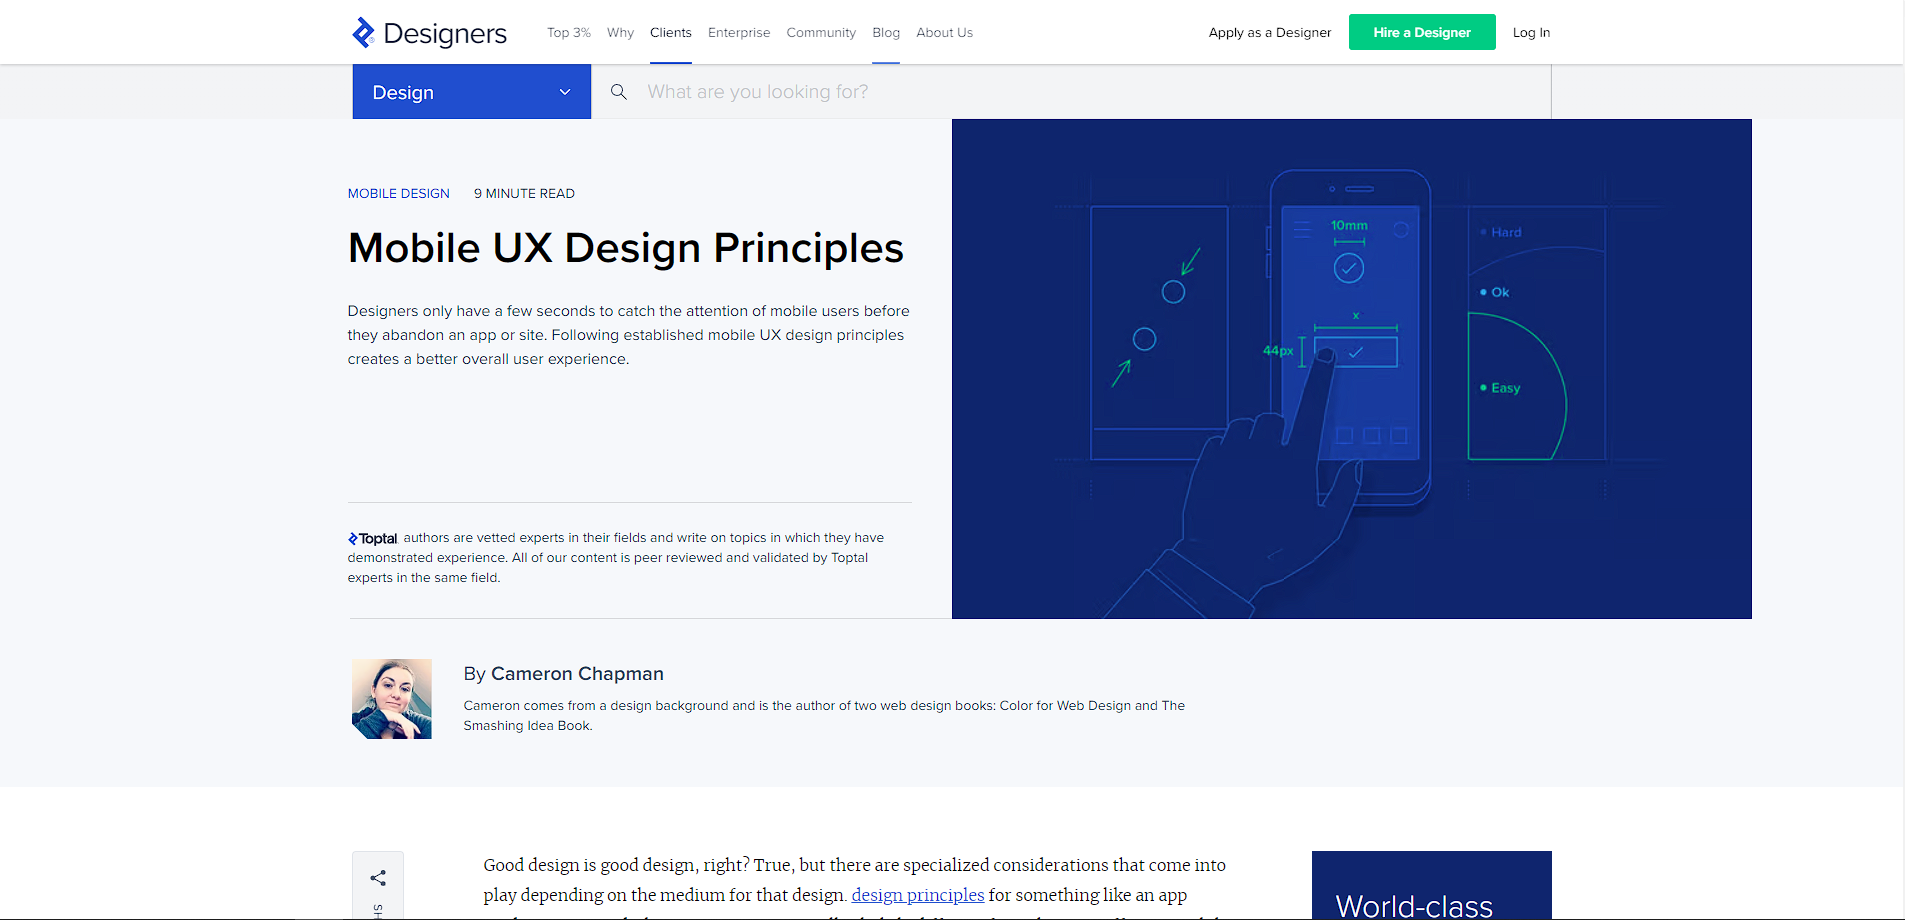 Designers
Top 3% Why Clients Enterprise Community Blog About Us
Apply as a Designer Hire a Designer Log In
Design
What are you looking for?
MOBILE DESIGN 9 MINUTE READ
Mobile UX Design Principles
Designers only have a few seconds to catch the attention of mobile users before
they abandon an app or site. Following established mobile UX design principles
creates a better overall user experience.
Toptal authors are vetted experts in their fields and write on topics in which they have
demonstrated experience. All of our content is peer reviewed and validated by Toptal
experts in the same field.
10mm
x
44px
Hard
Ok
Easy
By Cameron Chapman
Cameron comes from a design background and is the author of two web design books: Color for Web Design and The
Smashing Idea Book.
SH
Good design is good design, right? True, but there are specialized considerations that come into
play depending on the medium for that design. design principles for something like an app
World-class